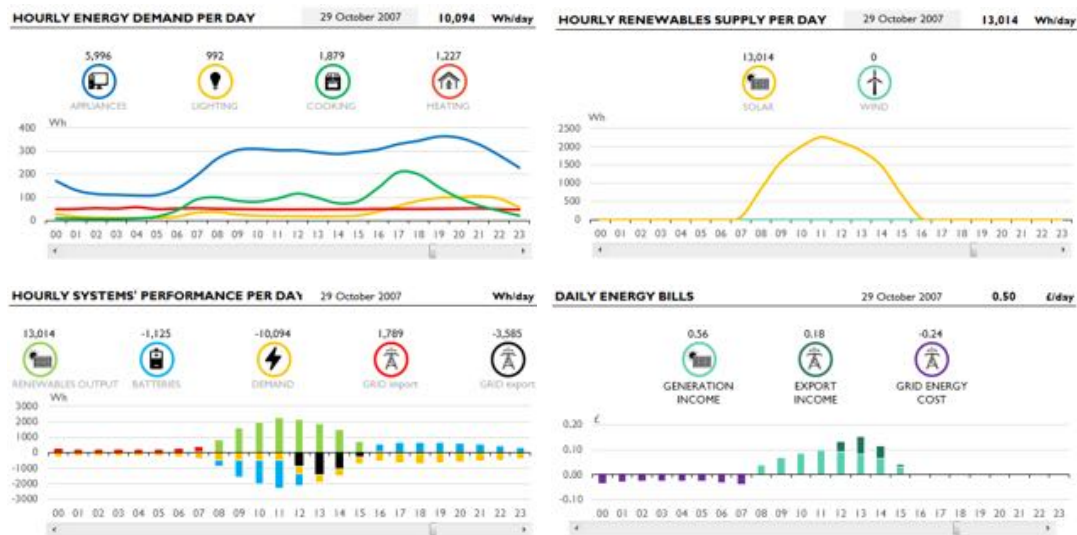 HOURLY ENERGY DEMAND PER DAY 29 October 2007 10,094 Wh/day
5,996 992 1,879 1,227
APPLIANCES LIGHTING COOKING HEATING
Wh
400
300
200
100
0
00 01 02 03 04 05 06 07 08 09 10 11 12 13 14 15 16 17 18 19 20 21 22 23
HOURLY RENEWABLES SUPPLY PER DAY 29 October 2007 13,014 Wh/day
13,014 0
SOLAR WIND
Wh
2500
2000
1500
1000
500
0
00 01 02 03 04 05 06 07 08 09 10 11 12 13 14 15 16 17 18 19 20 21 22 23
HOURLY SYSTEMS' PERFORMANCE PER DAY 29 October 2007 Wh/day
13,014 -1,125 -10,094 1,789 -3,585
RENEWABLES OUTPUT BATTERIES DEMAND GRID import GRID export
Wh
3000
2000
1000
0
-1000
-2000
-3000
00 01 02 03 04 05 06 07 08 09 10 11 12 13 14 15 16 17 18 19 20 21 22 23
DAILY ENERGY BILLS 29 October 2007 0.50 £/day
0.56 0.18 -0.24
GENERATION EXPORT GRID ENERGY
INCOME INCOME COST
£
0.20
0.10
0.00
-0.10
00 01 02 03 04 05 06 07 08 09 10 11 12 13 14 15 16 17 18 19 20 21 22 23